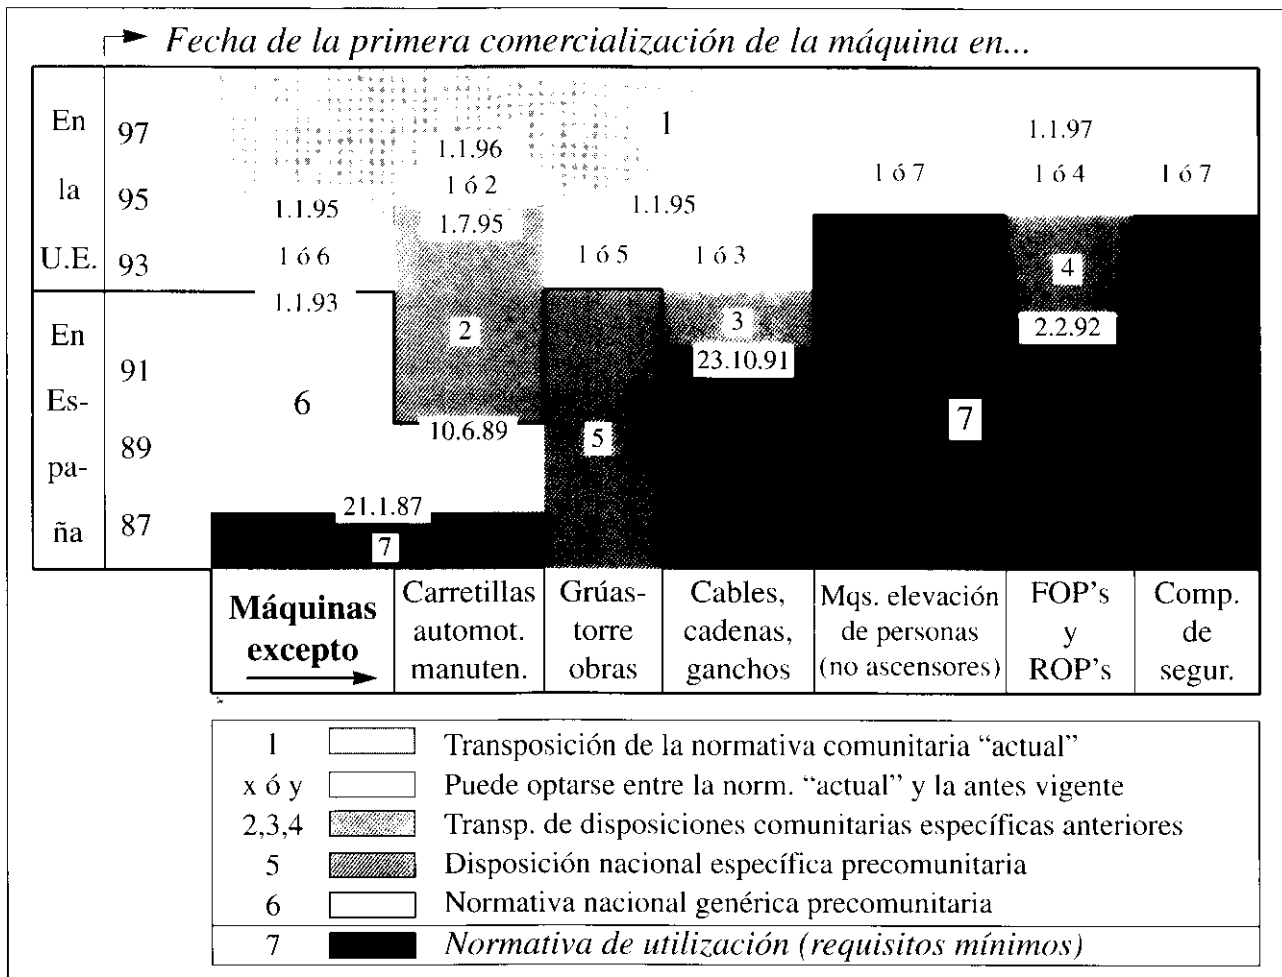 Fecha de la primera comercialización de la máquina en...
En
la
U.E.
97
95
93
En
Es-
pa-
ña
91
89
87
1
1.1.96
1 ó 2
1.7.95
1.1.95
1 ó 6
1.1.93
1.1.95
1 ó 5
1 ó 3
1 ó 7
1.1.97
1 ó 4
1 ó 7
2
3
23.10.91
4
2.2.92
6
10.6.89
5
7
21.1.87
7
Máquinas
excepto
Carretillas
automot.
manuten.
Grúas-
torre
obras
Cables,
cadenas,
ganchos
Mqs. elevación
de personas
(no ascensores)
FOP's
y
ROP's
Comp.
de
segur.
1 Transposición de la normativa comunitaria “actual”
x ó y Puede optarse entre la norm. “actual” y la antes vigente
2,3,4 Transp. de disposiciones comunitarias específicas anteriores
5 Disposición nacional específica precomunitaria
6 Normativa nacional genérica precomunitaria
7 Normativa de utilización (requisitos mínimos)